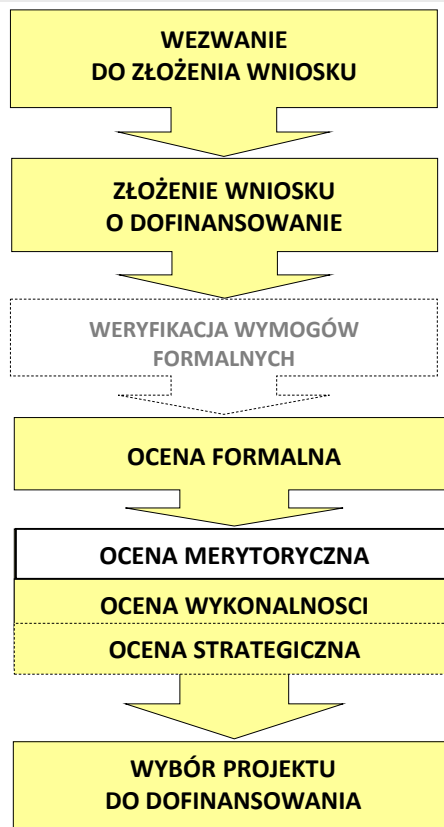 WEZWANIE
DO ZŁOŻENIA WNIOSKU
ZŁOŻENIE WNIOSKU
O DOFINANSOWANIE
WERYFIKACJA WYMOGÓW
FORMALNYCH
OCENA FORMALNA
OCENA MERYTORYCZNA
OCENA WYKONALNOSCI
OCENA STRATEGICZNA
WYBÓR PROJEKTU
DO DOFINANSOWANIA